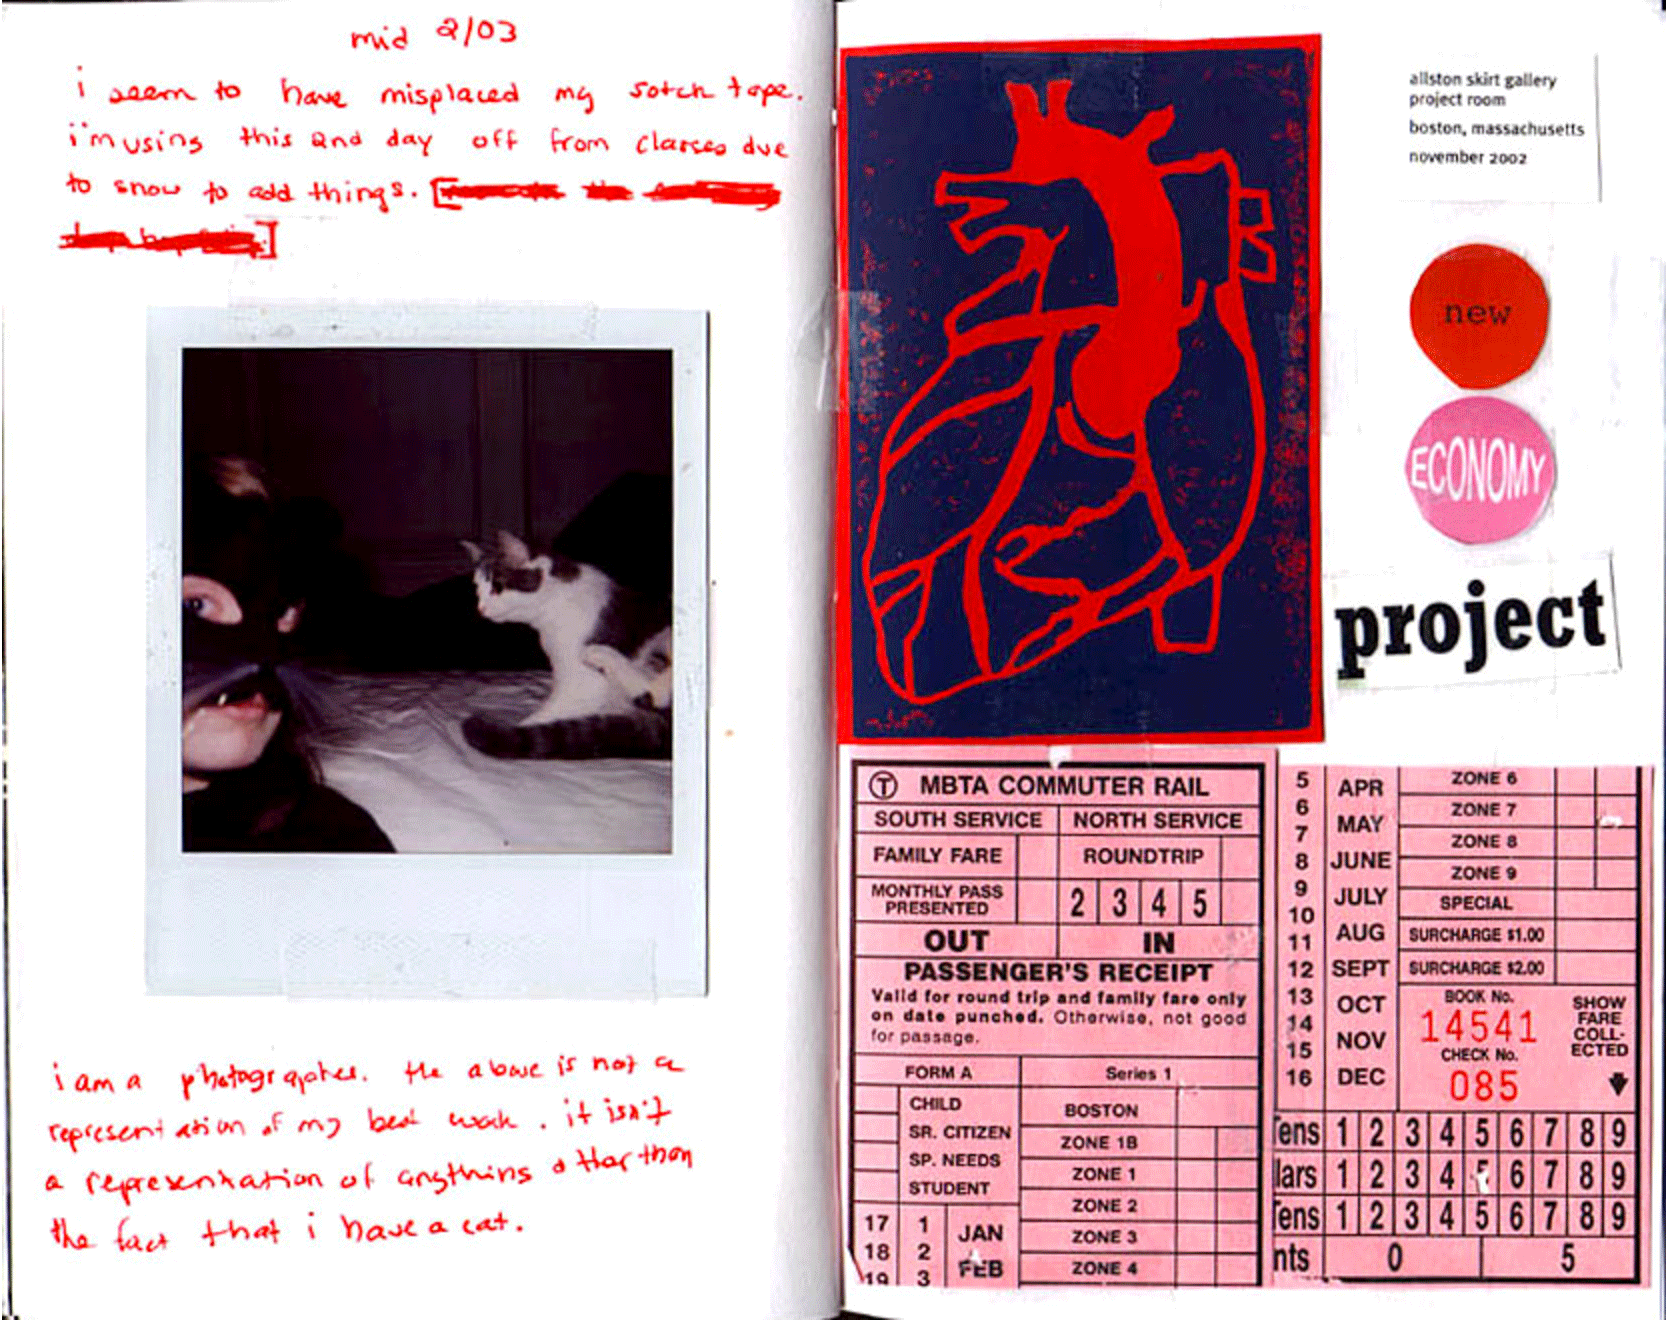 mid 2/03
i seem to have misplaced my sotch tape.
i'm using this 2nd day off from classes due
to snow to add things. [
]
i am a photographer. the above is not a
representation of my best work. it isn't
a representation of anything other than
the fact that i have a cat.
allston skirt gallery
project room
boston, massachusetts
november 2002
new
ECONOMY
project
T MBTA COMMUTER RAIL
SOUTH SERVICE NORTH SERVICE
FAMILY FARE ROUNDTRIP
MONTHLY PASS
PRESENTED 2 3 4 5
OUT IN
PASSENGER'S RECEIPT
Valid for round trip and family fare only
on date punched. Otherwise, not good
for passage.
FORM A Series 1
CHILD BOSTON
SR. CITIZEN ZONE 1B
SP. NEEDS ZONE 1
STUDENT ZONE 2
17 1 JAN ZONE 3
18 2 FEB ZONE 4
19 3
5 APR ZONE 6
6 MAY ZONE 7
7 ZONE 8
8 JUNE ZONE 9
9 JULY SPECIAL
10
11 AUG SURCHARGE $1.00
12 SEPT SURCHARGE $2.00
13 OCT BOOK No. SHOW
14 14541 FARE
15 NOV CHECK No. COLL-
16 DEC 085 ECTED
Tens 1 2 3 4 5 6 7 8 9
lars 1 2 3 4 5 6 7 8 9
Tens 1 2 3 4 5 6 7 8 9
nts 0 5